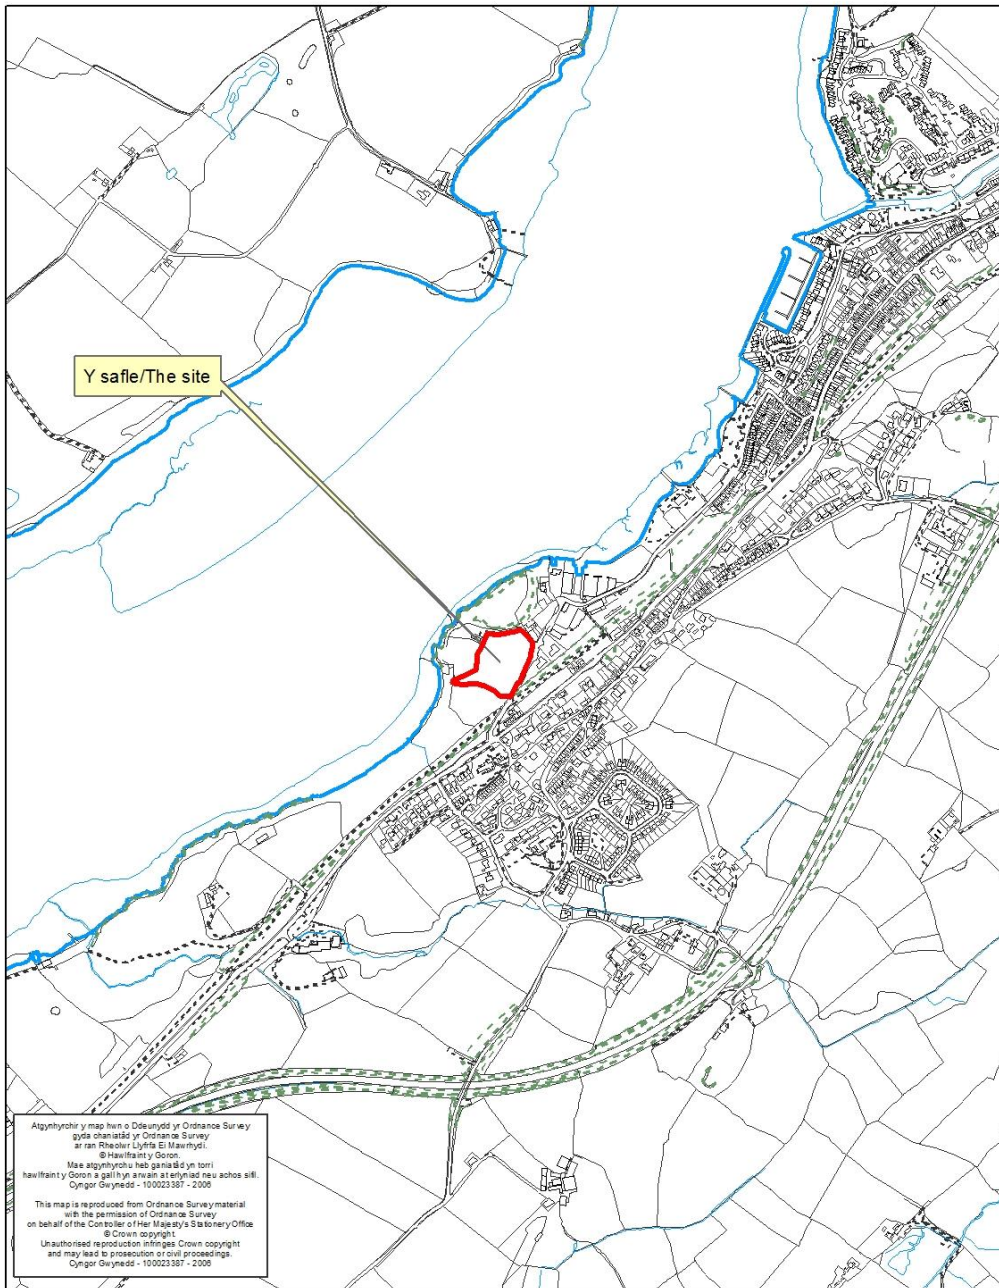 Y safle/The site
Atgynhyrchir y map hwn o Ddeunydd yr Ordnance Survey
gyda chaniatâd yr Ordnance Survey
ar ran Rheolwr Llyfrfa Ei Mawrhydi.
© Hawlfraint y Goron.
Mae atgynhyrchu heb ganiatâd yn torri
hawlfraint y Goron a gall hyn arwain at erlyniad neu achos sifil.
Cyngor Gwynedd - 100023387 - 2006
This map is reproduced from Ordnance Survey material
with the permission of Ordnance Survey
on behalf of the Controller of Her Majesty's Stationery Office
© Crown copyright.
Unauthorised reproduction infringes Crown copyright
and may lead to prosecution or civil proceedings.
Cyngor Gwynedd - 100023387 - 2006